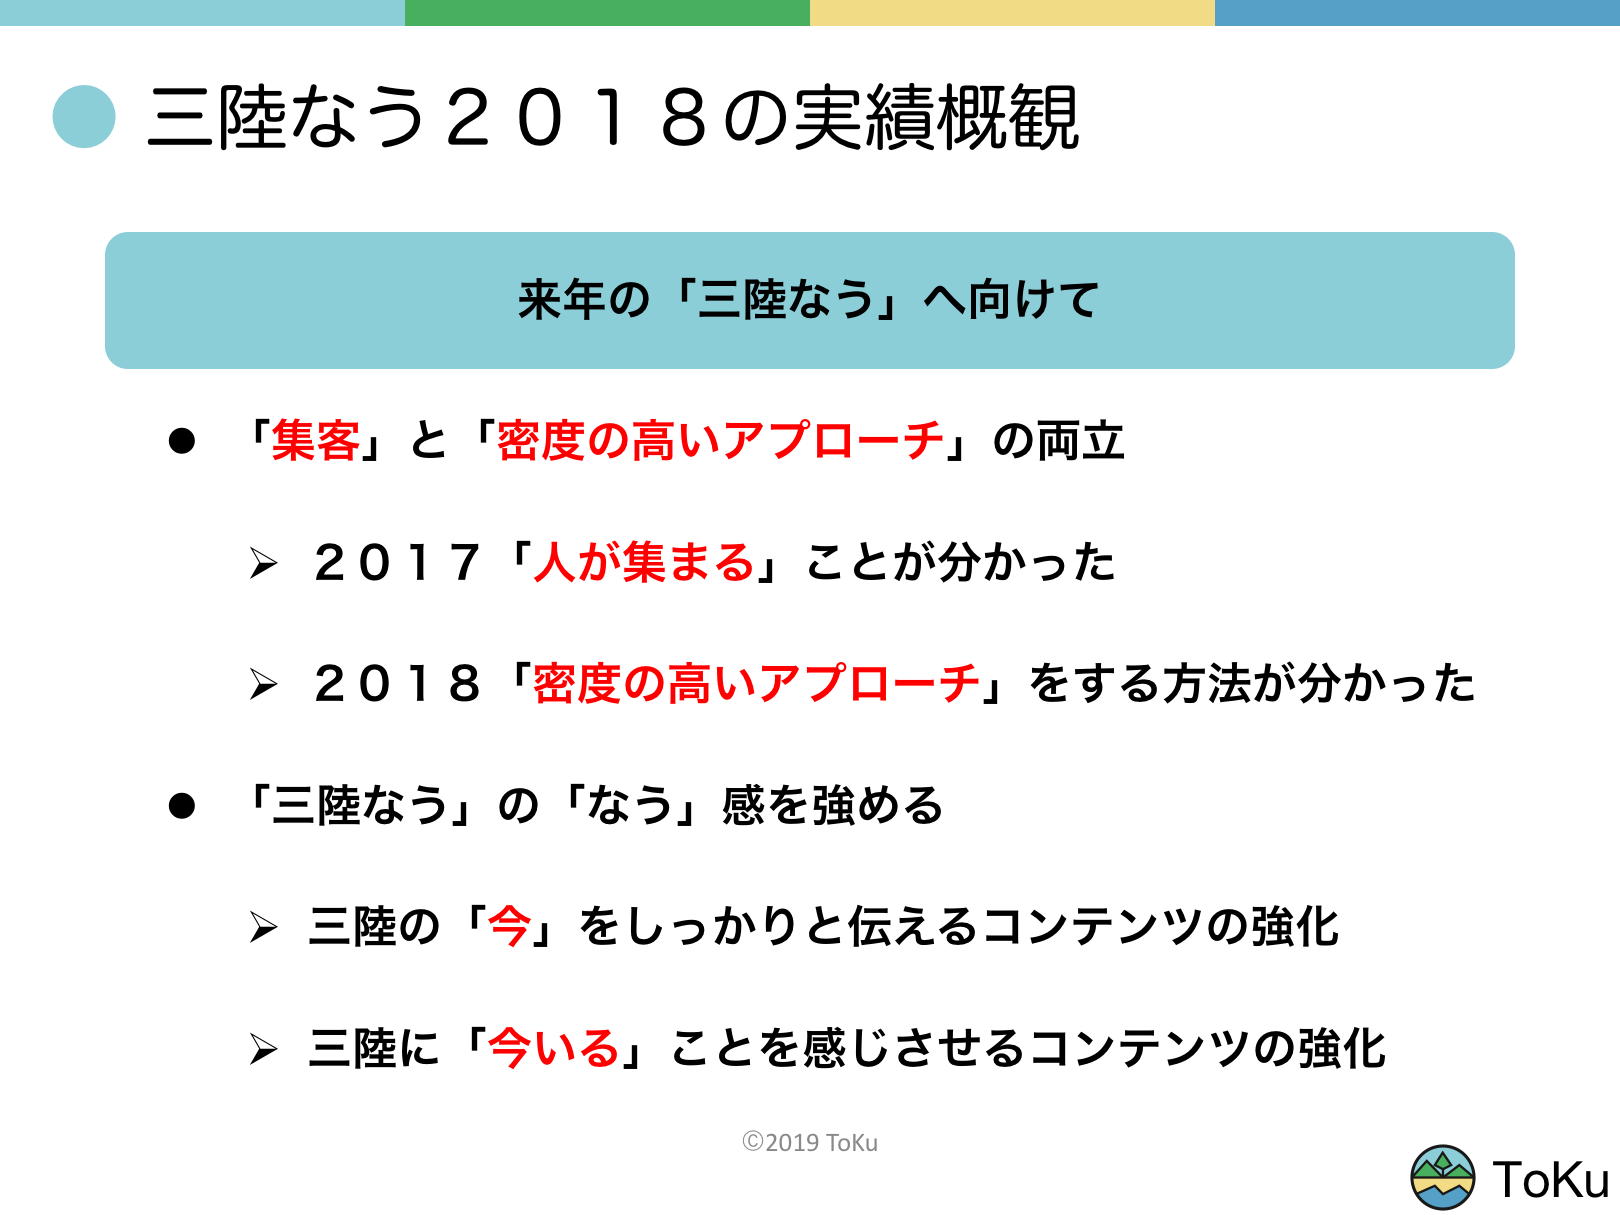 三陸なう２０１８の実績概観
来年の「三陸なう」へ向けて
● 「集客」と「密度の高いアプローチ」の両立
➢ ２０１７「人が集まる」ことが分かった
➢ ２０１８「密度の高いアプローチ」をする方法が分かった
● 「三陸なう」の「なう」感を強める
➢ 三陸の「今」をしっかりと伝えるコンテンツの強化
➢ 三陸に「今いる」ことを感じさせるコンテンツの強化
Ⓒ2019 ToKu
ToKu